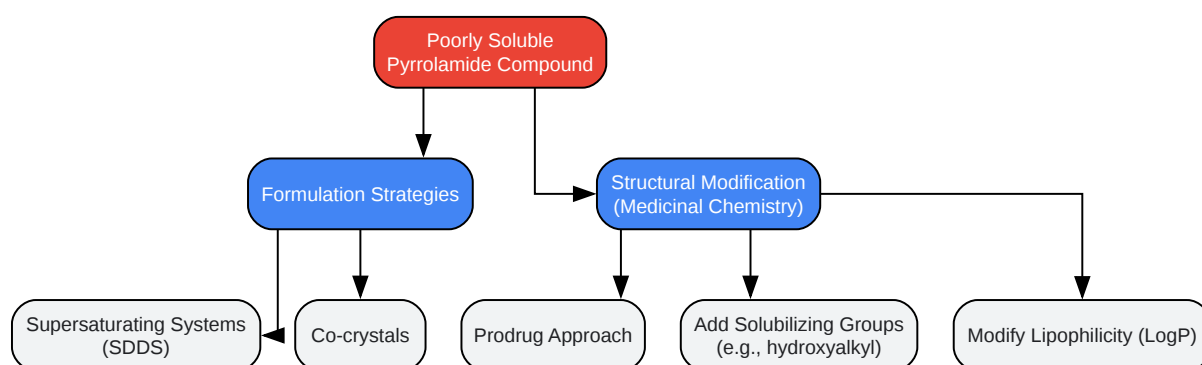 Poorly Soluble
Pyrrolamide Compound
Formulation Strategies
Structural Modification
(Medicinal Chemistry)
Supersaturating Systems
(SDDS)
Co-crystals
Prodrug Approach
Add Solubilizing Groups
(e.g., hydroxyalkyl)
Modify Lipophilicity (LogP)